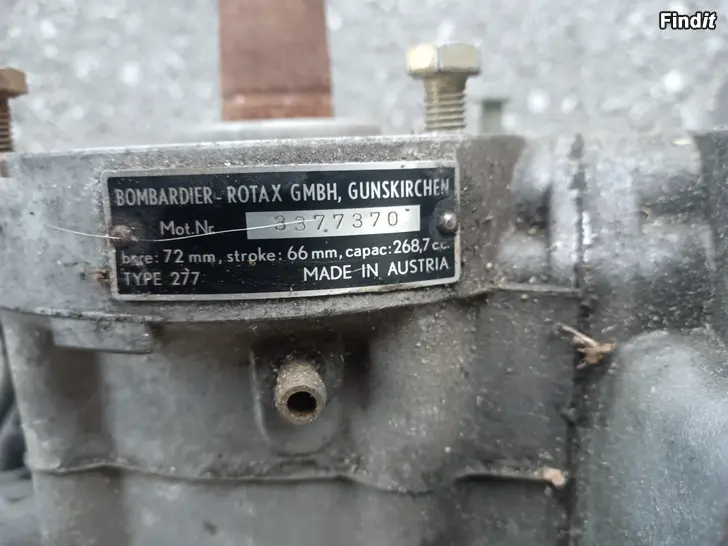 Findit
BOMBARDIER-ROTAX GMBH, GUNSKIRCHEN
Mot.Nr. 3377370
bore: 72 mm, stroke: 66 mm, capac: 268,7 cc.
TYPE 277 MADE IN AUSTRIA